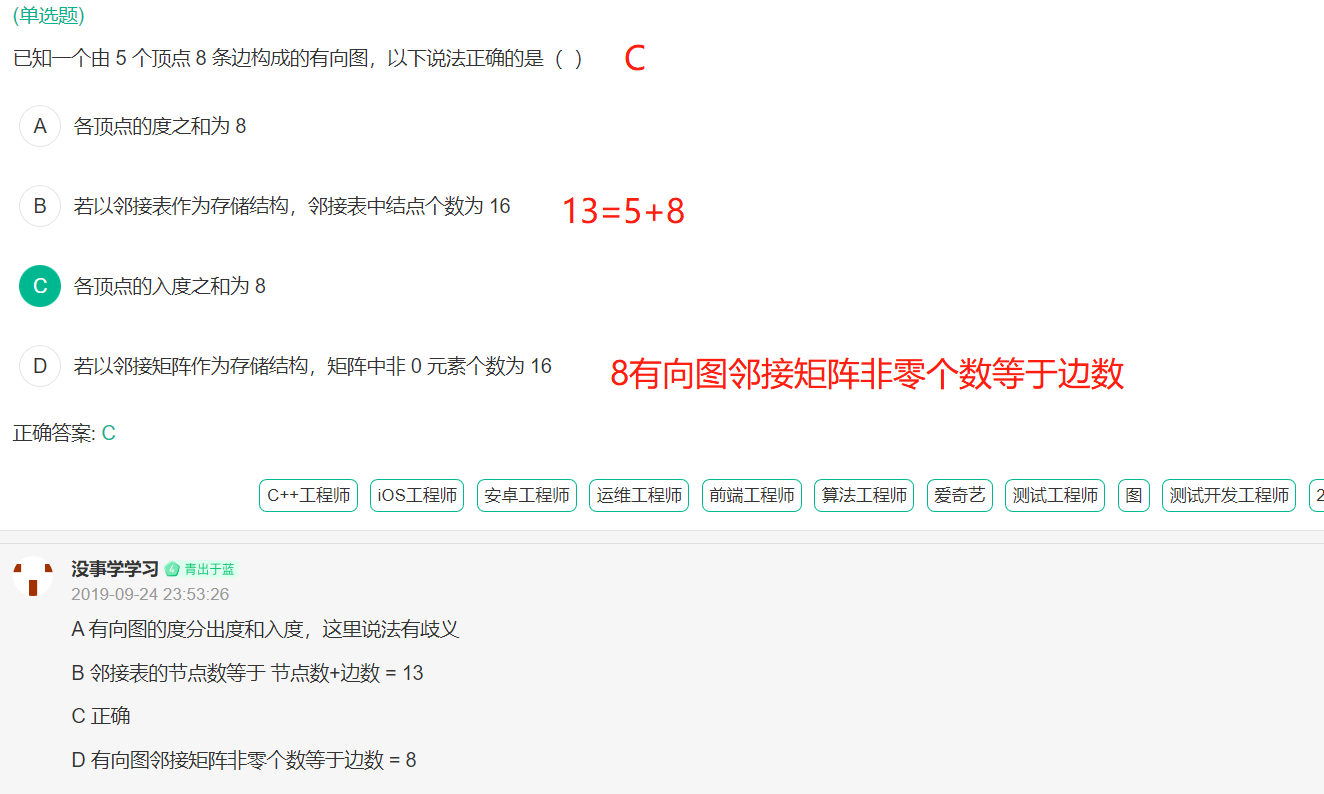 (单选题)
已知一个由 5 个顶点 8 条边构成的有向图，以下说法正确的是（ ） C
A 各顶点的度之和为 8
B 若以邻接表作为存储结构，邻接表中结点个数为 16 13=5+8
C 各顶点的入度之和为 8
D 若以邻接矩阵作为存储结构，矩阵中非 0 元素个数为 16 8有向图邻接矩阵非零个数等于边数
正确答案: C
C++工程师 iOS工程师 安卓工程师 运维工程师 前端工程师 算法工程师 爱奇艺 测试工程师 图 测试开发工程师 2
没事学学习 4 青出于蓝
2019-09-24 23:53:26
A 有向图的度分出度和入度，这里说法有歧义
B 邻接表的节点数等于 节点数+边数 = 13
C 正确
D 有向图邻接矩阵非零个数等于边数 = 8